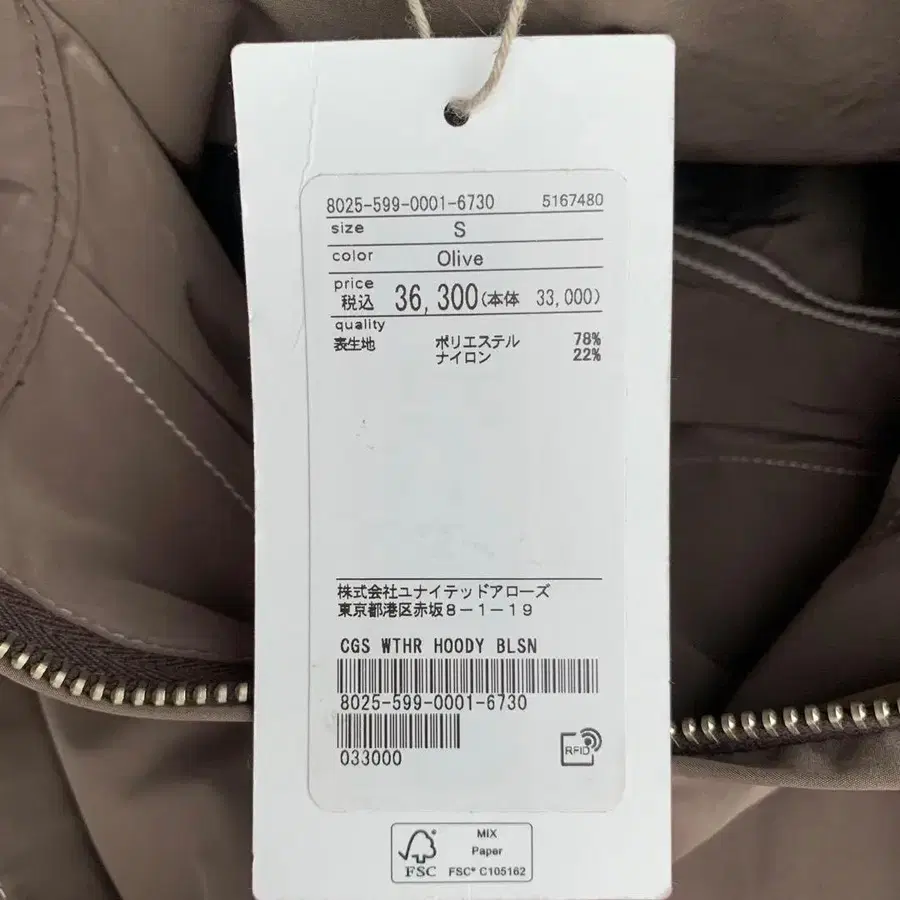 8025-599-0001-6730 5167480
size S
color Olive
price
税込 36,300(本体 33,000)
quality
表生地 ポリエステル 78%
ナイロン 22%
株式会社ユナイテッドアローズ
東京都港区赤坂8-1-19
CGS WTHR HOODY BLSN
8025-599-0001-6730
033000
RFID
FSC
MIX
Paper
FSC® C105162